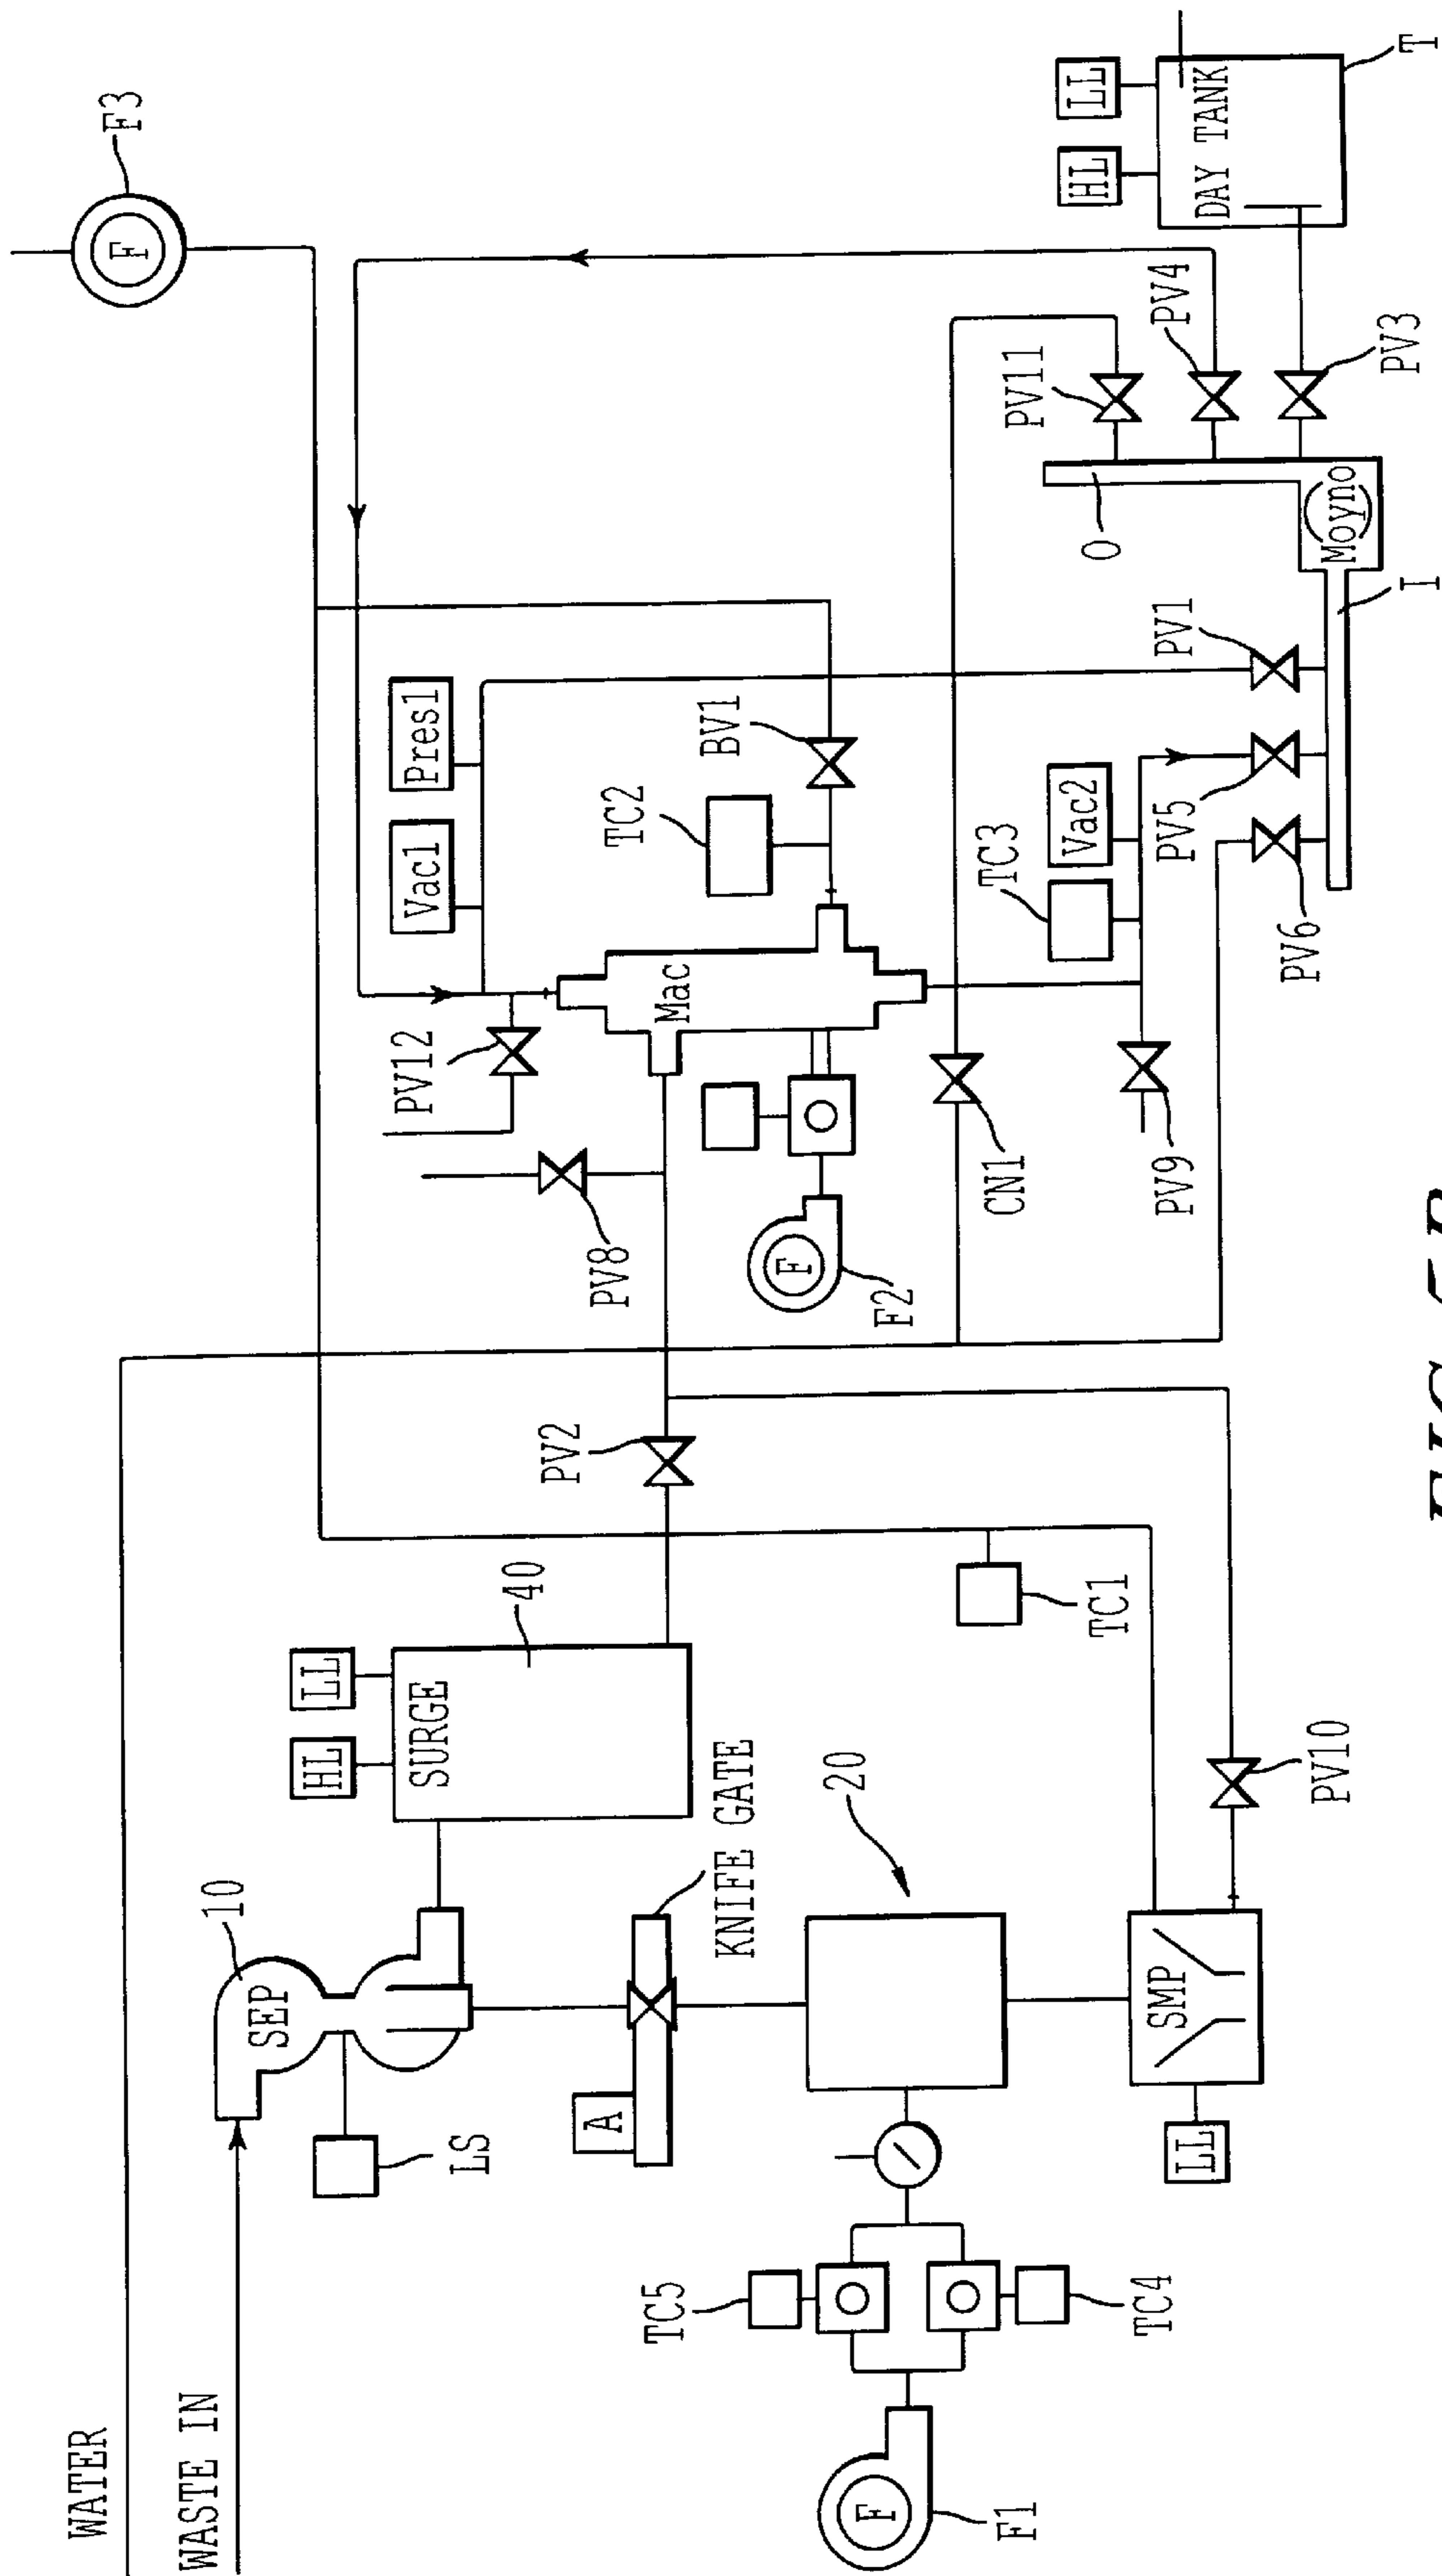 WATER
WASTE IN
SEP
10
LS
HL
LL
SURGE
40
A
KNIFE GATE
20
TC5
TC4
F
F1
SMP
LL
PV10
TC1
PV2
PV8
PV12
Vac1
Pres1
Mac
F
F2
TC2
BV1
CN1
PV9
TC3
Vac2
PV5
PV6
PV1
I
Moyno
O
PV11
PV4
PV3
HL
LL
DAY TANK
T
F
F3